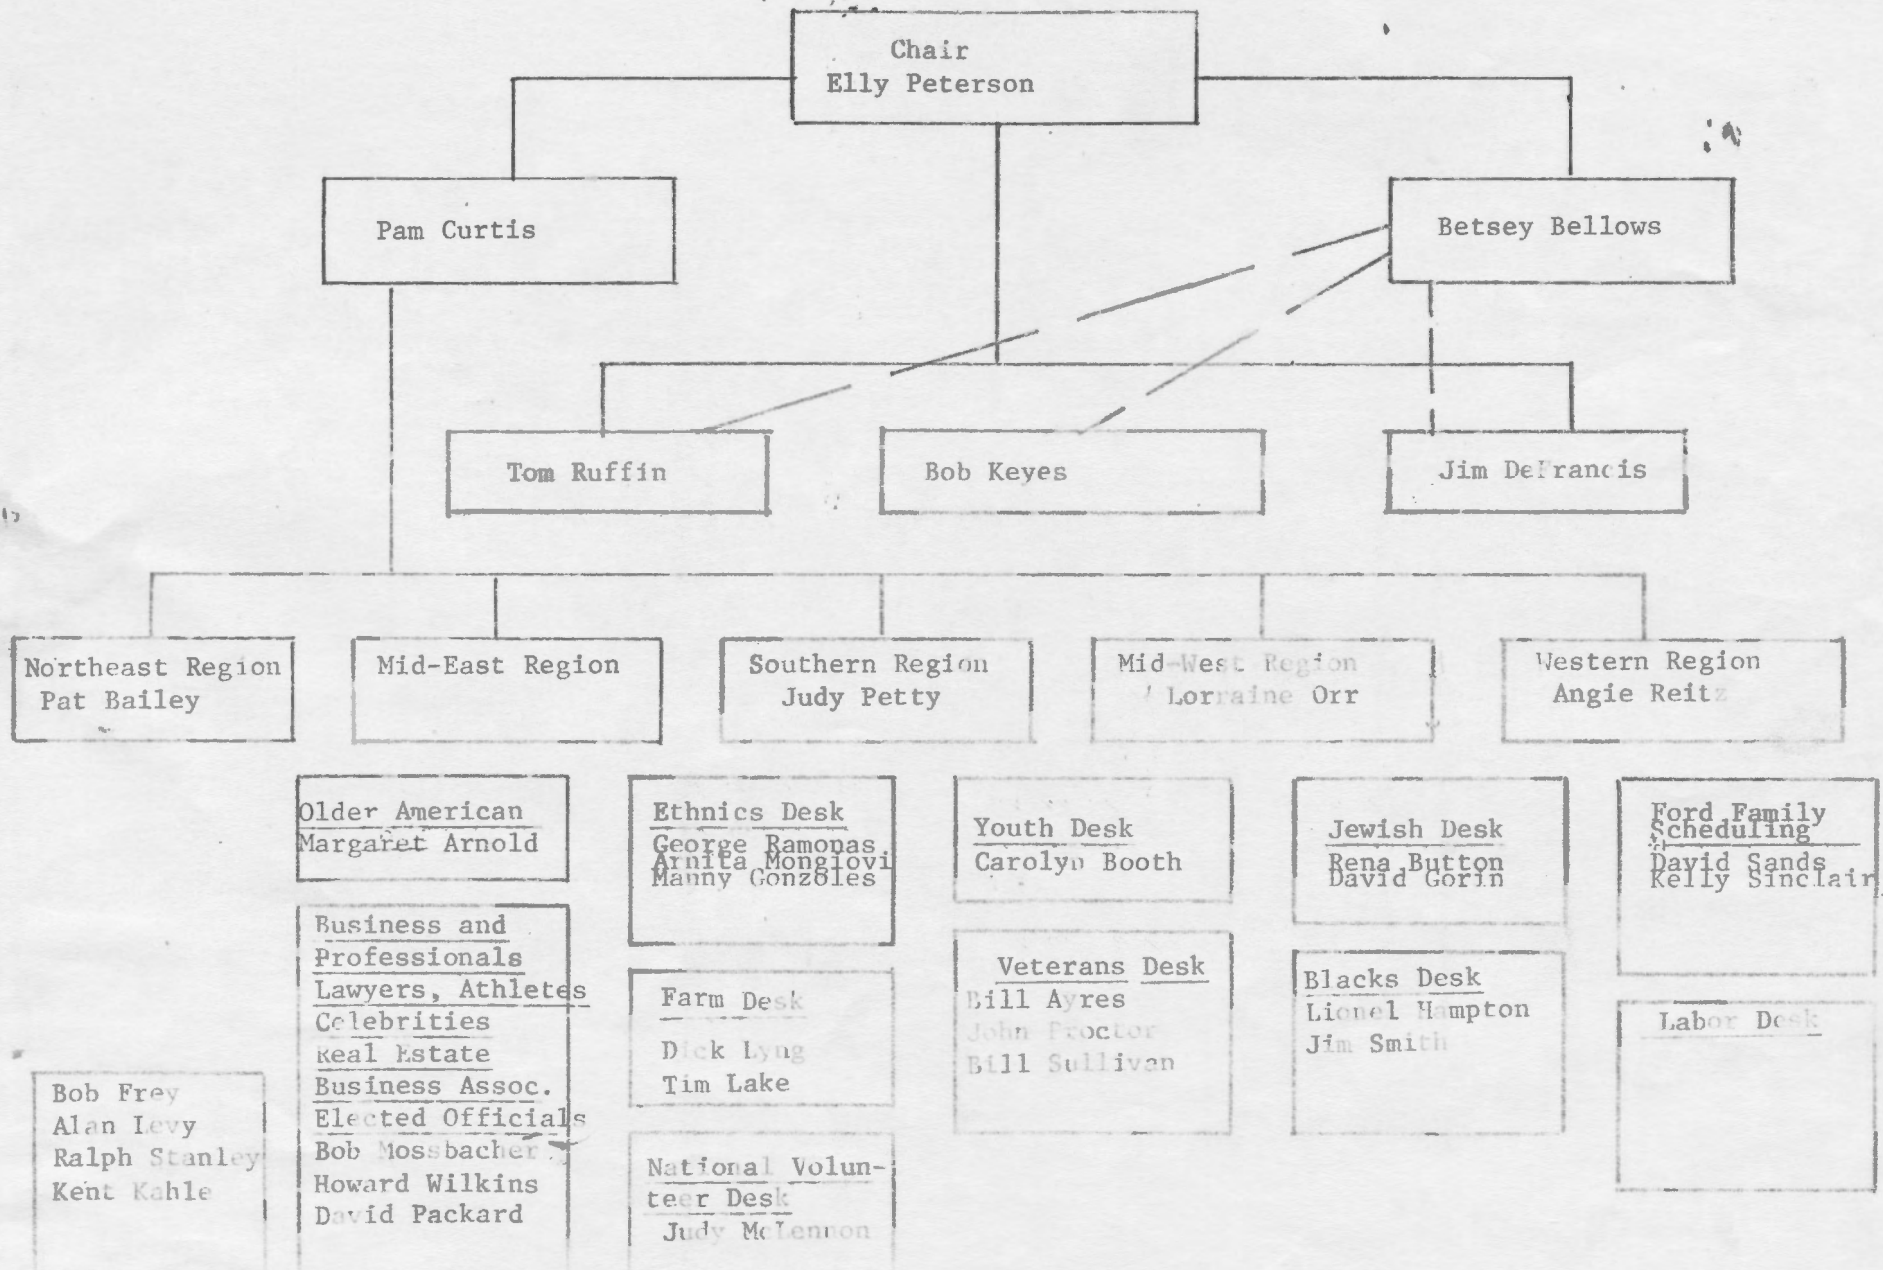 Chair
Elly Peterson
Pam Curtis
Betsey Bellows
Tom Ruffin
Bob Keyes
Jim DeFrancis
Northeast Region
Pat Bailey
Mid-East Region
Southern Region
Judy Petty
Mid-West Region
Lorraine Orr
Western Region
Angie Reitz
Older American
Margaret Arnold
Ethnics Desk
George Ramonas
Arnita Mongiovi
Manny Gonzoles
Youth Desk
Carolyn Booth
Jewish Desk
Rena Button
David Gorin
Ford Family
Scheduling
David Sands
Kelly Sinclair
Bob Frey
Alan Levy
Ralph Stanley
Kent Kahle
Business and
Professionals
Lawyers, Athletes
Celebrities
Real Estate
Business Assoc.
Elected Officials
Bob Mossbacher
Howard Wilkins
David Packard
Farm Desk
Dick Lyng
Tim Lake
National Volun-
teer Desk
Judy McLennon
Veterans Desk
Bill Ayres
John Proctor
Bill Sullivan
Blacks Desk
Lionel Hampton
Jim Smith
Labor Desk